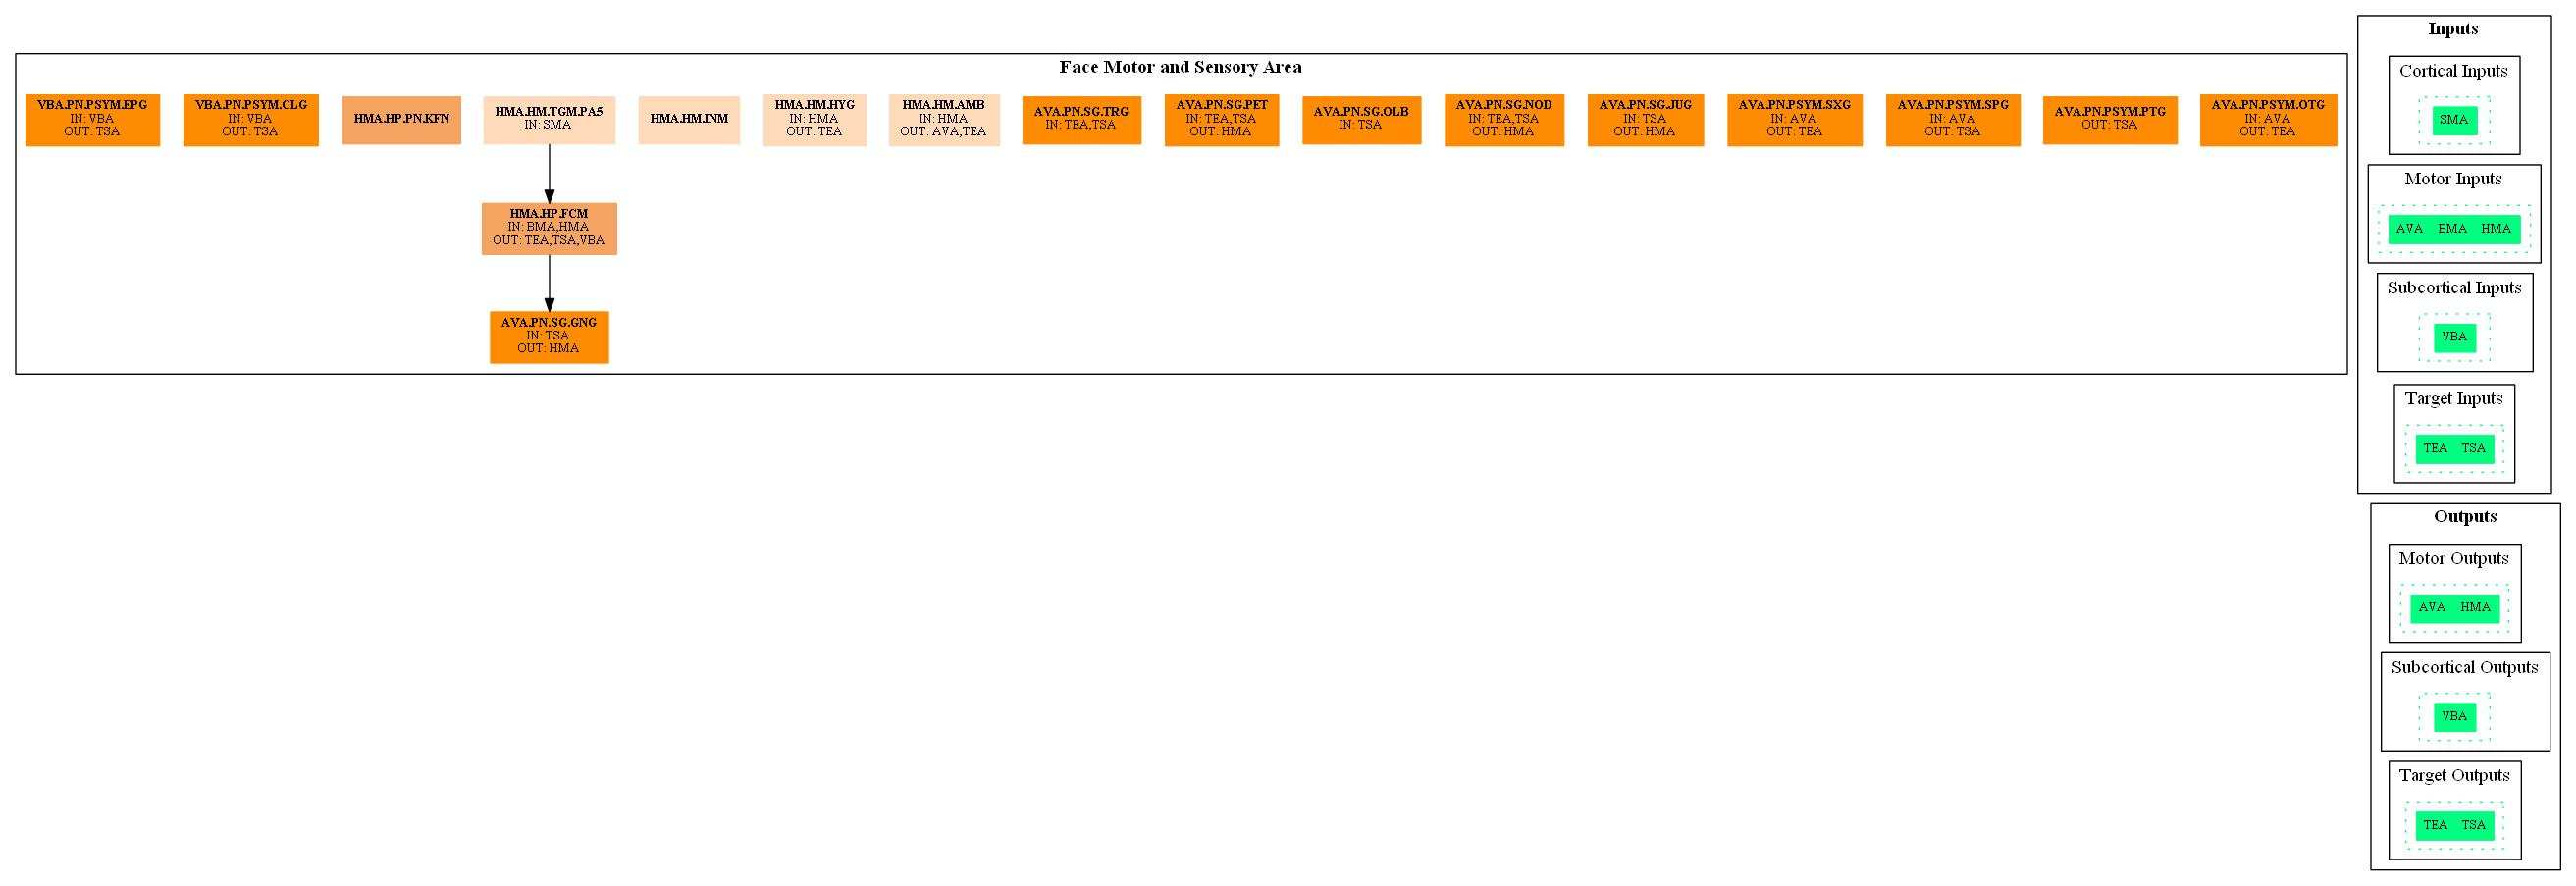 Face Motor and Sensory Area
VBA.PN.PSYM.EPG
IN: VBA
OUT: TSA
VBA.PN.PSYM.CLG
IN: VBA
OUT: TSA
HMA.HP.PN.KFN
HMA.HM.TGM.PA5
IN: SMA
HMA.HM.INM
HMA.HM.HYG
IN: HMA
OUT: TEA
HMA.HM.AMB
IN: HMA
OUT: AVA,TEA
AVA.PN.SG.TRG
IN: TEA,TSA
AVA.PN.SG.PET
IN: TEA,TSA
OUT: HMA
AVA.PN.SG.OLB
IN: TSA
AVA.PN.SG.NOD
IN: TEA,TSA
OUT: HMA
AVA.PN.SG.JUG
IN: TSA
OUT: HMA
AVA.PN.PSYM.SXG
IN: AVA
OUT: TEA
AVA.PN.PSYM.SPG
IN: AVA
OUT: TSA
AVA.PN.PSYM.PTG
OUT: TSA
AVA.PN.PSYM.OTG
IN: AVA
OUT: TEA
HMA.HP.FCM
IN: BMA,HMA
OUT: TEA,TSA,VBA
AVA.PN.SG.GNG
IN: TSA
OUT: HMA
Inputs
Cortical Inputs
SMA
Motor Inputs
AVA BMA HMA
Subcortical Inputs
VBA
Target Inputs
TEA TSA
Outputs
Motor Outputs
AVA HMA
Subcortical Outputs
VBA
Target Outputs
TEA TSA